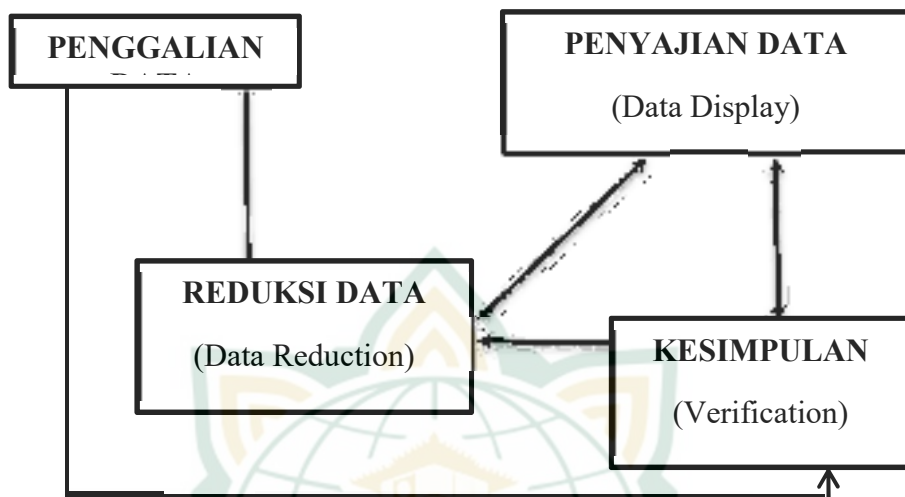 PENGGALIAN
PENYAJIAN DATA
(Data Display)
REDUKSI DATA
(Data Reduction)
KESIMPULAN
(Verification)